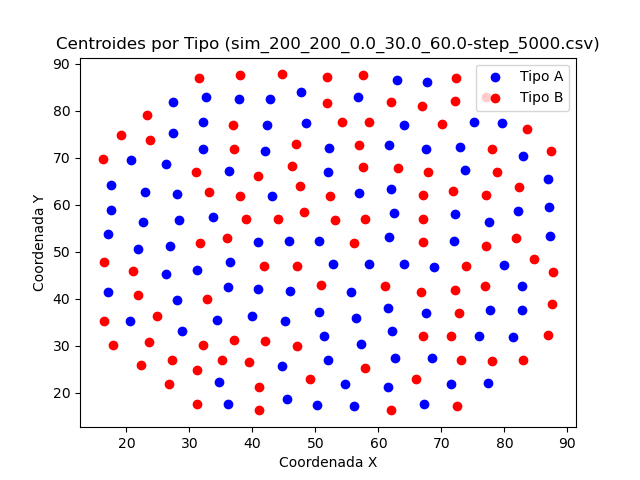 Centroides por Tipo (sim_200_200_0.0_30.0_60.0-step_5000.csv)
90
80
70
60
50
40
30
20
Coordenada Y
Tipo A
Tipo B
20 30 40 50 60 70 80 90
Coordenada X